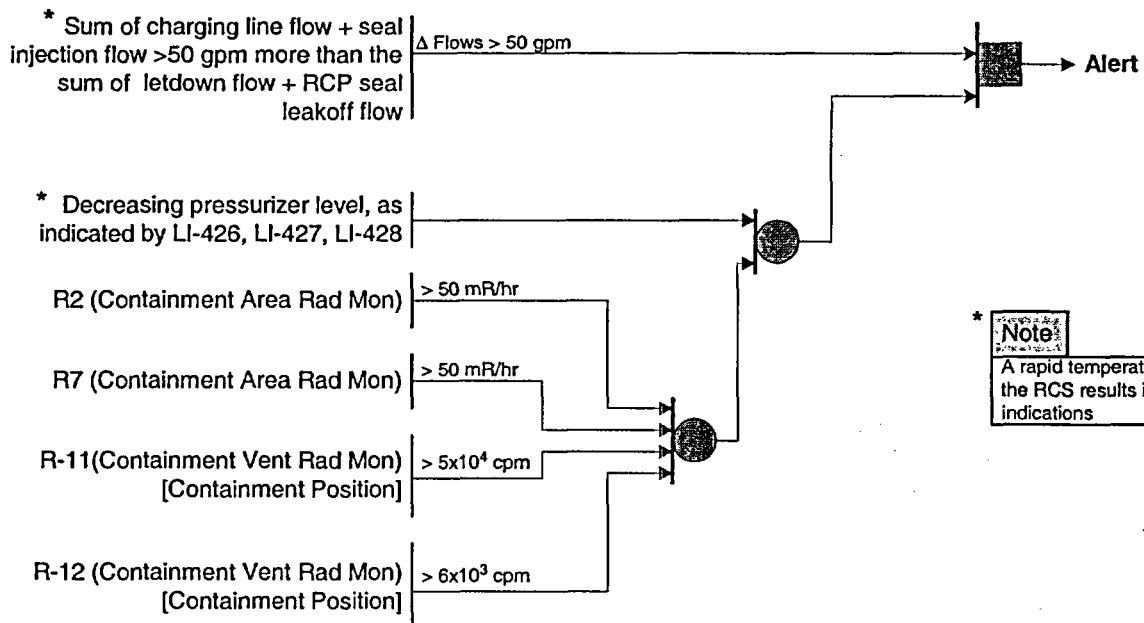 * Sum of charging line flow + seal
injection flow >50 gpm more than the
sum of letdown flow + RCP seal
leakoff flow
Δ Flows > 50 gpm
Alert
* Decreasing pressurizer level, as
indicated by LI-426, LI-427, LI-428
R2 (Containment Area Rad Mon)
> 50 mR/hr
R7 (Containment Area Rad Mon)
> 50 mR/hr
R-11(Containment Vent Rad Mon)
[Containment Position]
> 5x10⁴ cpm
R-12 (Containment Vent Rad Mon)
[Containment Position]
> 6x10³ cpm
* Note
A rapid temperat
the RCS results i
indications